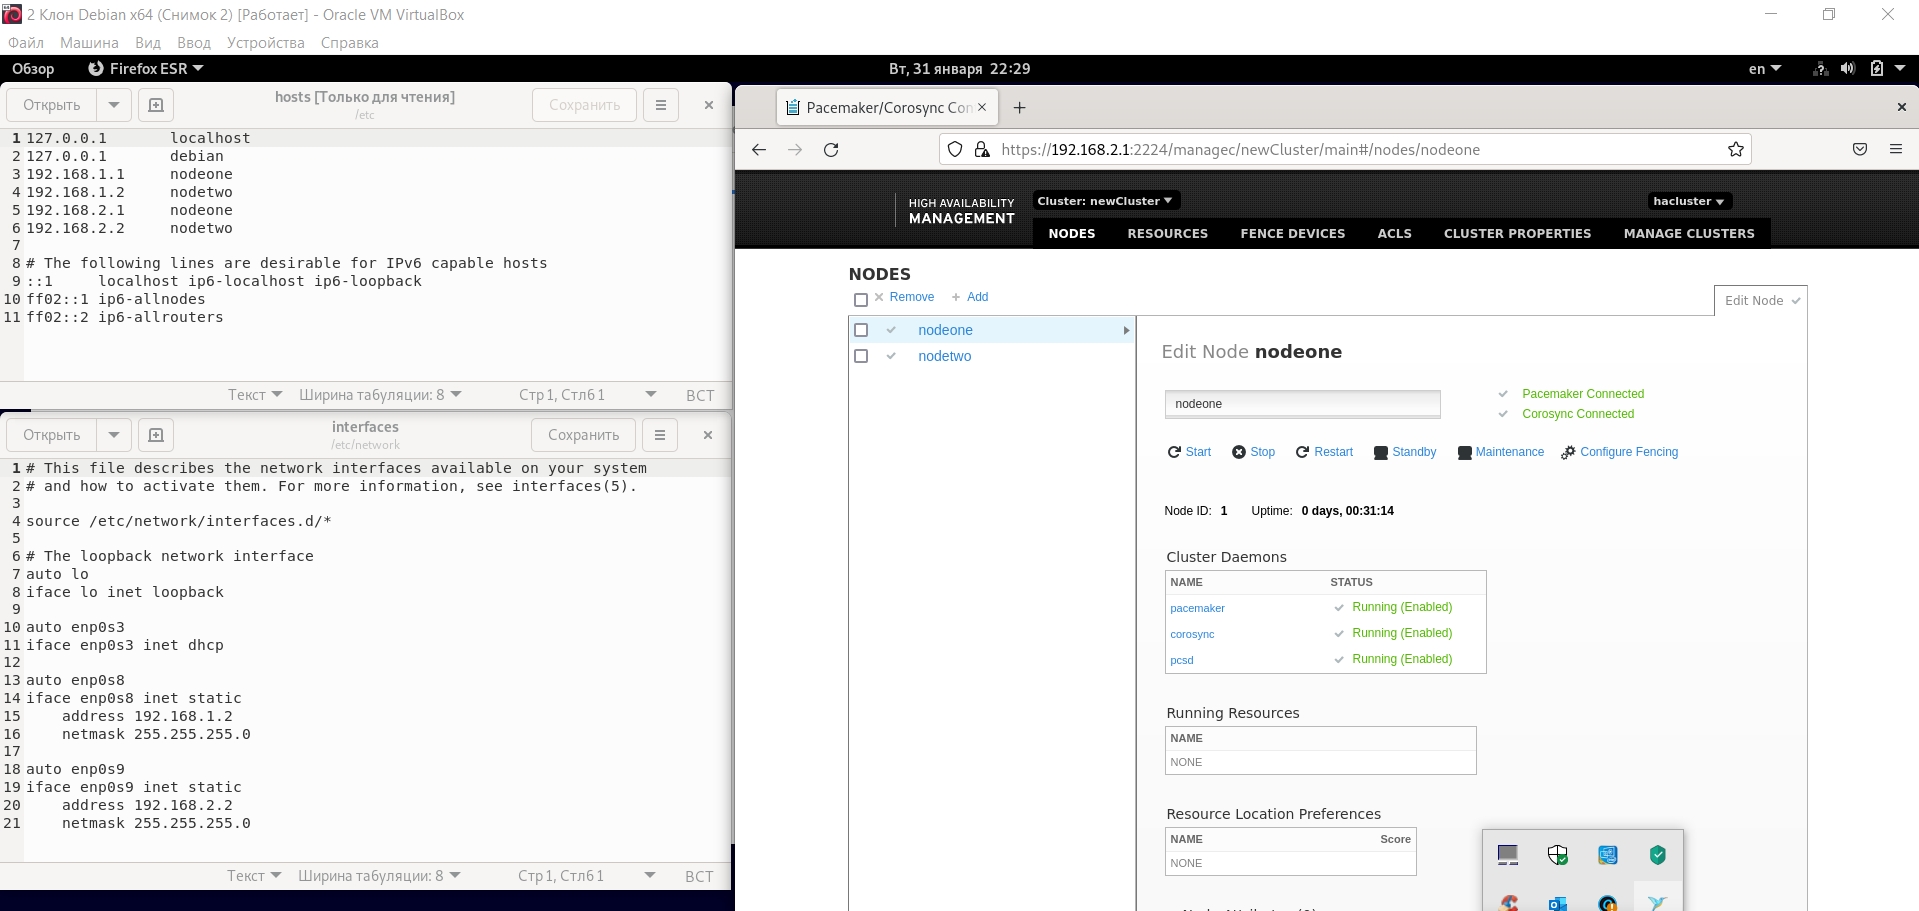 2 Клон Debian x64 (Снимок 2) [Работает] - Oracle VM VirtualBox
Файл Машина Вид Ввод Устройства Справка
Обзор Firefox ESR Вт, 31 января 22:29 en
Открыть hosts [Только для чтения] Сохранить
/etc
1 127.0.0.1 localhost
2 127.0.0.1 debian
3 192.168.1.1 nodeone
4 192.168.1.2 nodetwo
5 192.168.2.1 nodeone
6 192.168.2.2 nodetwo
7
8 # The following lines are desirable for IPv6 capable hosts
9 ::1 localhost ip6-localhost ip6-loopback
10 ff02::1 ip6-allnodes
11 ff02::2 ip6-allrouters
Текст Ширина табуляции: 8 Стр 1, Стлб 1 ВСТ
Открыть interfaces Сохранить
/etc/network
1 # This file describes the network interfaces available on your system
2 # and how to activate them. For more information, see interfaces(5).
3
4 source /etc/network/interfaces.d/*
5
6 # The loopback network interface
7 auto lo
8 iface lo inet loopback
9
10 auto enp0s3
11 iface enp0s3 inet dhcp
12
13 auto enp0s8
14 iface enp0s8 inet static
15 address 192.168.1.2
16 netmask 255.255.255.0
17
18 auto enp0s9
19 iface enp0s9 inet static
20 address 192.168.2.2
21 netmask 255.255.255.0
Текст Ширина табуляции: 8 Стр 1, Стлб 1 ВСТ
Pacemaker/Corosync Con
https://192.168.2.1:2224/managec/newCluster/main#/nodes/nodeone
HIGH AVAILABILITY
MANAGEMENT
Cluster: newCluster hacluster
NODES RESOURCES FENCE DEVICES ACLS CLUSTER PROPERTIES MANAGE CLUSTERS
NODES
Remove Add
Edit Node
nodeone
nodetwo
Edit Node nodeone
nodeone
Pacemaker Connected
Corosync Connected
Start Stop Restart Standby Maintenance Configure Fencing
Node ID: 1 Uptime: 0 days, 00:31:14
Cluster Daemons
NAME STATUS
pacemaker Running (Enabled)
corosync Running (Enabled)
pcsd Running (Enabled)
Running Resources
NAME
NONE
Resource Location Preferences
NAME Score
NONE